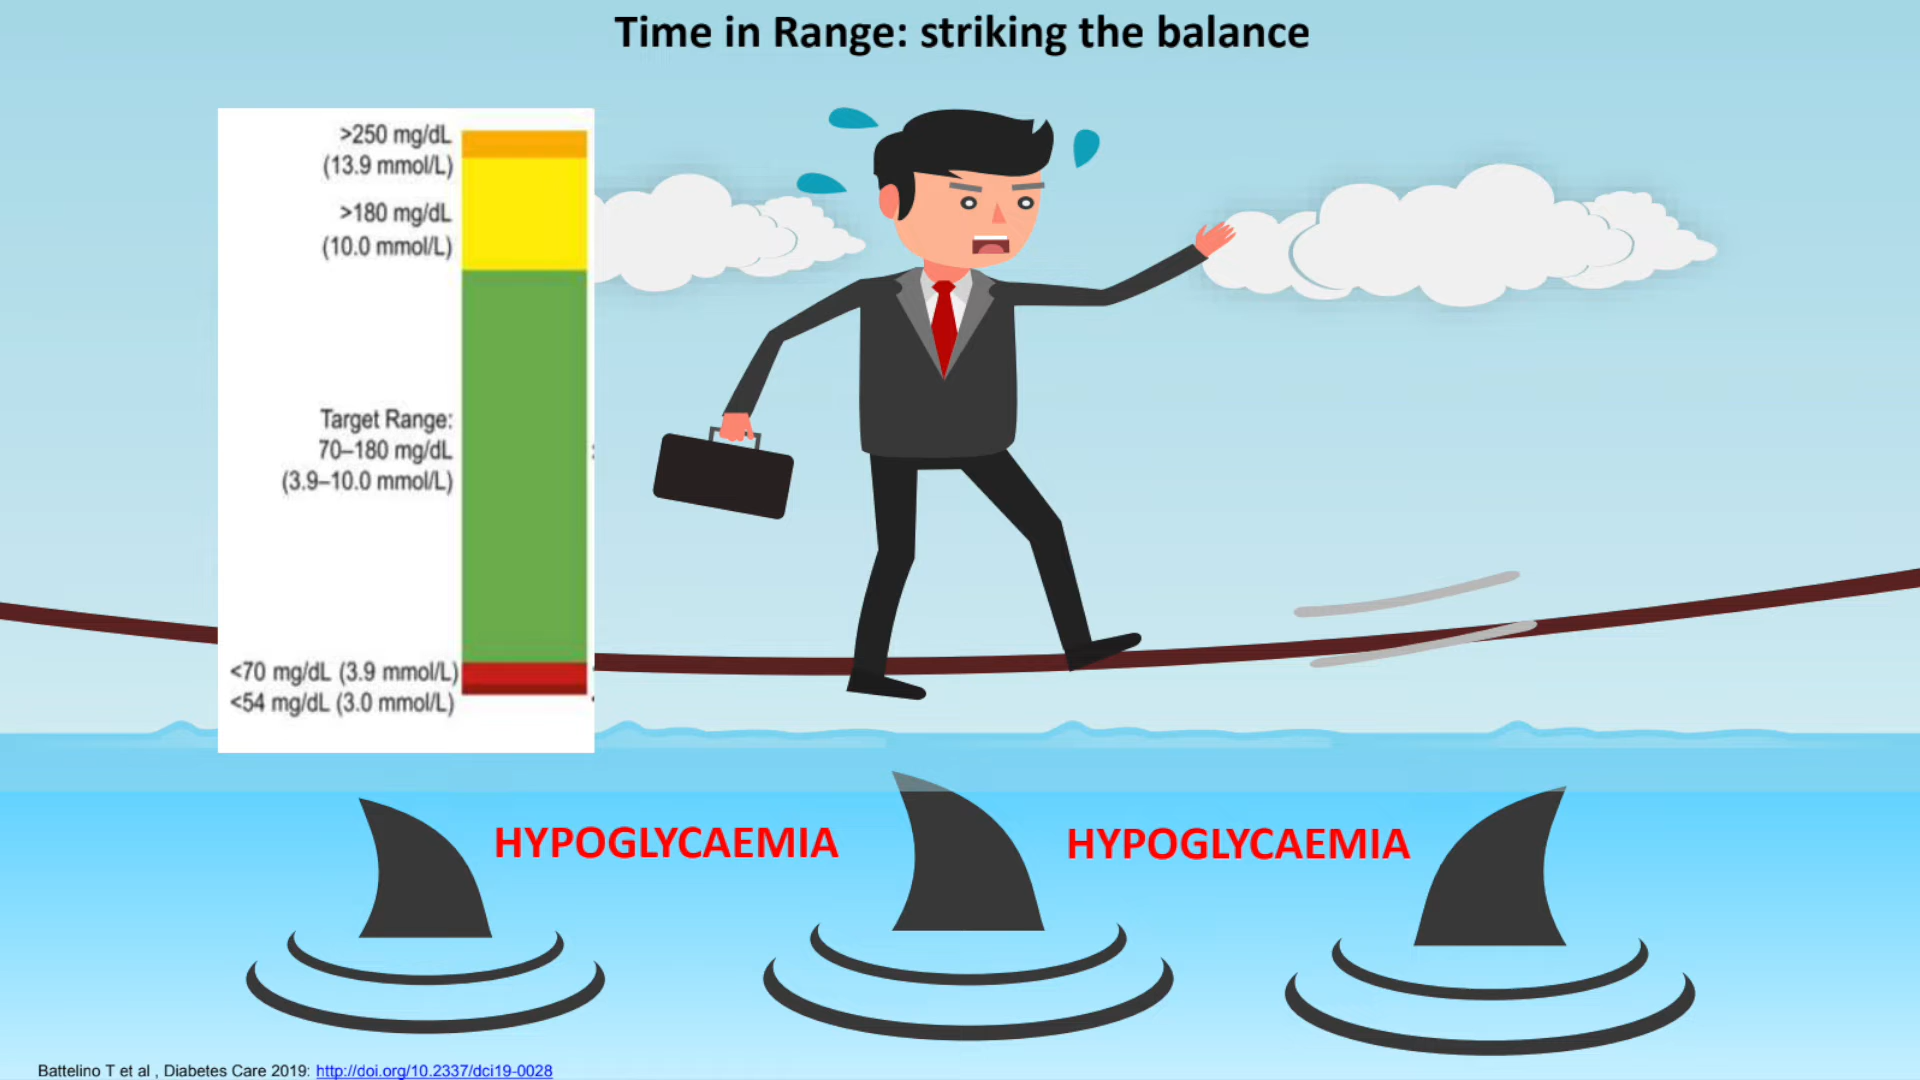 Time in Range: striking the balance
>250 mg/dL
(13.9 mmol/L)
>180 mg/dL
(10.0 mmol/L)
Target Range:
70–180 mg/dL
(3.9–10.0 mmol/L)
<70 mg/dL (3.9 mmol/L)
<54 mg/dL (3.0 mmol/L)
HYPOGLYCAEMIA HYPOGLYCAEMIA
Battelino T et al , Diabetes Care 2019: http://doi.org/10.2337/dci19-0028